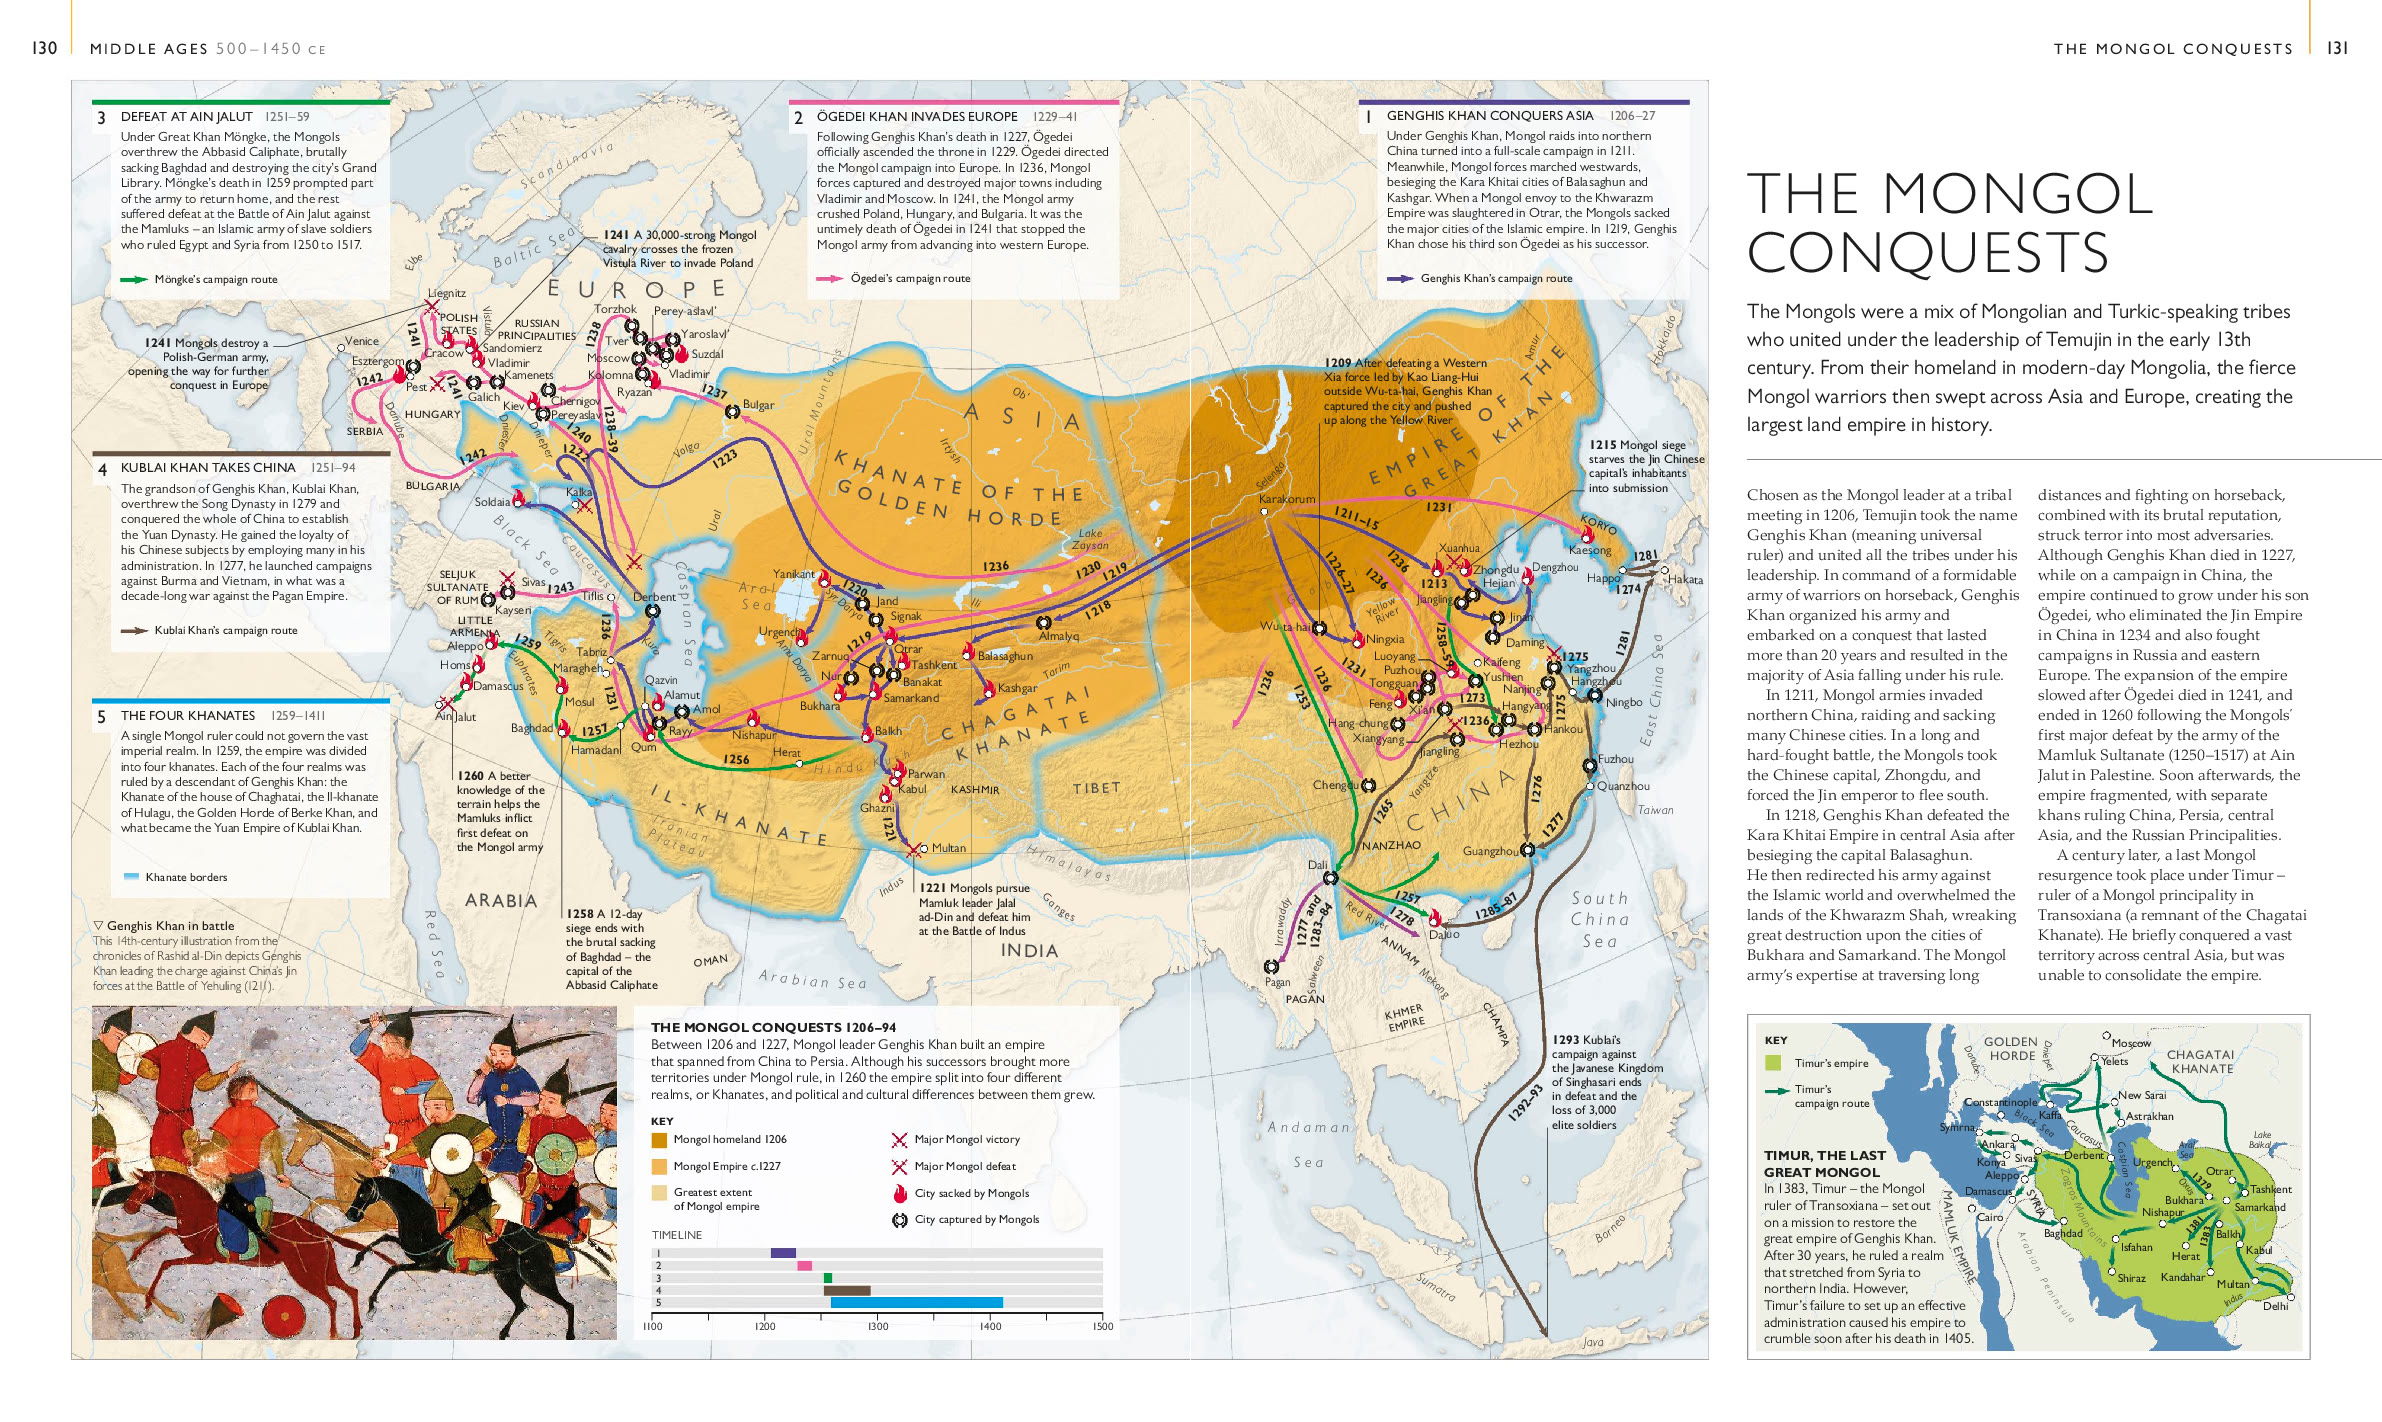 130 MIDDLE AGES 500–1450 CE
THE MONGOL CONQUESTS 131
3 DEFEAT AT AIN JALUT 1251–59
Under Great Khan Möngke, the Mongols
overthrew the Abbasid Caliphate, brutally
sacking Baghdad and destroying the city's Grand
Library. Möngke's death in 1259 prompted part
of the army to return home, and the rest
suffered defeat at the Battle of Ain Jalut against
the Mamluks – an Islamic army of slave soldiers
who ruled Egypt and Syria from 1250 to 1517.
Möngke's campaign route
2 ÖGEDEI KHAN INVADES EUROPE 1229–41
Following Genghis Khan's death in 1227, Ögedei
officially ascended the throne in 1229. Ögedei directed
the Mongol campaign into Europe. In 1236, Mongol
forces captured and destroyed major towns including
Vladimir and Moscow. In 1241, the Mongol army
crushed Poland, Hungary, and Bulgaria. It was the
untimely death of Ögedei in 1241 that stopped the
Mongol army from advancing into western Europe.
Ögedei's campaign route
1 GENGHIS KHAN CONQUERS ASIA 1206–27
Under Genghis Khan, Mongol raids into northern
China turned into a full-scale campaign in 1211.
Meanwhile, Mongol forces marched westwards,
besieging the Kara Khitai cities of Balasaghun and
Kashgar. When a Mongol envoy to the Khwarazm
Empire was slaughtered in Otrar, the Mongols sacked
the major cities of the Islamic empire. In 1219, Genghis
Khan chose his third son Ögedei as his successor.
Genghis Khan's campaign route
4 KUBLAI KHAN TAKES CHINA 1251–94
The grandson of Genghis Khan, Kublai Khan,
overthrew the Song Dynasty in 1279 and
conquered the whole of China to establish
the Yuan Dynasty. He gained the loyalty of
his Chinese subjects by employing many in his
administration. In 1277, he launched campaigns
against Burma and Vietnam, in what was a
decade-long war against the Pagan Empire.
Kublai Khan's campaign route
5 THE FOUR KHANATES 1259–1411
A single Mongol ruler could not govern the vast
imperial realm. In 1259, the empire was divided
into four khanates. Each of the four realms was
ruled by a descendant of Genghis Khan: the
Khanate of the house of Chaghatai, the Il-khanate
of Hulagu, the Golden Horde of Berke Khan, and
what became the Yuan Empire of Kublai Khan.
Khanate borders
▽ Genghis Khan in battle
This 14th-century illustration from the
chronicles of Rashid al-Din depicts Genghis
Khan leading the charge against China's Jin
forces at the Battle of Yehuling (1211).
1241 A 30,000-strong Mongol
cavalry crosses the frozen
Vistula River to invade Poland
1241 Mongols destroy a
Polish-German army,
opening the way for further
conquest in Europe
1209 After defeating a Western
Xia force led by Kao Liang-Hui
outside Wu-ta-hai, Genghis Khan
captured the city and pushed
up along the Yellow River
1215 Mongol siege
starves the Jin Chinese
capital's inhabitants
into submission
1260 A better
knowledge of the
terrain helps the
Mamluks inflict
first defeat on
the Mongol army
1258 A 12-day
siege ends with
the brutal sacking
of Baghdad – the
capital of the
Abbasid Caliphate
1221 Mongols pursue
Mamluk leader Jalal
ad-Din and defeat him
at the Battle of Indus
1293 Kublai's
campaign against
the Javanese Kingdom
of Singhasari ends
in defeat and the
loss of 3,000
elite soldiers
Scandinavia
Baltic Sea
Elbe
EUROPE
Liegnitz
POLISH
STATES
Vistula
RUSSIAN
PRINCIPALITIES
Torzhok
Perey-aslavl'
Yaroslavl'
Tver'
Suzdal
Moscow
Vladimir
Kolomna
Ryazan'
1238
1237
Bulgar
Venice
Esztergom
Cracow
Sandomierz
Vladimir
Kamenets
Pest
Galich
Kiev
Chernigov
Pereyaslav
1241
1241
1242
HUNGARY
Danube
SERBIA
Dniester
Dnieper
1240
1222
1238–39
1242
BULGARIA
Soldaia
Kalka
Black Sea
Caucasus
Volga
1223
Ural
Ural Mountains
ASIA
Ob'
Irtysh
KHANATE OF THE
GOLDEN HORDE
Lake
Zaysan
Selenga
Karakorum
EMPIRE OF THE
GREAT KHAN
Amur
Hokkaido
1231
1211–15
KORYO
Kaesong
1281
Happo
Hakata
1274
SELJUK
SULTANATE
OF RUM
Sivas
Kayseri
1243
Tiflis
Derbent
LITTLE
ARMENIA
Aleppo
1259
Homs
Damascus
Ain Jalut
Euphrates
Tigris
1236
Kura
Caspian Sea
Tabriz
Maragheh
1231
Qazvin
Alamut
Amol
Mosul
Baghdad
1257
Hamadan
Qum
Rayy
1256
Nishapur
Herat
Aral
Sea
Yanikant
1220
Syr Darya
Jand
Signak
Urgench
Amu Darya
1219
Zarnuq
Otrar
Tashkent
Nur
Banakat
Samarkand
Bukhara
Balkh
Hindu Kush
Parwan
Kabul
Ghazni
1221
Multan
Ili
1236
1230
1219
1218
Balasaghun
Almalyq
Kashgar
Tarim
CHAGATAI
KHANATE
KASHMIR
TIBET
Himalayas
IL-KHANATE
Iranian
Plateau
ARABIA
Red Sea
OMAN
Arabian Sea
Indus
Ganges
INDIA
Gobi
1226–27
1236
1236
Xuanhua
Zhongdu
1213
Hejian
Dengzhou
Jiangling
Yellow
River
Jinan
Daming
Wu-ta-hai
Ningxia
1258–59
Luoyang
Kaifeng
1275
Puzhou
Yushien
Yangzhou
Tongguan
Hangzhou
Nanjing
1231
Feng
Xi'an
1273
Hangyang
Ningbo
1236
1236
1253
1281
1275
Hang-chung
1236
Hankou
Xiangyang
Jiangling
Hezhou
East China Sea
Chengdu
Yangtze
1265
1276
Fuzhou
Quanzhou
Taiwan
CHINA
1277
NANZHAO
Guangzhou
Dali
1257
1278
Red River
1285–87
Daluo
Irrawaddy
1277 and
1283–84
Salween
ANNAM
Mekong
Pagan
PAGAN
KHMER
EMPIRE
CHAMPA
South
China
Sea
1292–93
Andaman
Sea
Sumatra
Borneo
Java
THE MONGOL CONQUESTS 1206–94
Between 1206 and 1227, Mongol leader Genghis Khan built an empire
that spanned from China to Persia. Although his successors brought more
territories under Mongol rule, in 1260 the empire split into four different
realms, or Khanates, and political and cultural differences between them grew.
KEY
Mongol homeland 1206
Mongol Empire c.1227
Greatest extent
of Mongol empire
Major Mongol victory
Major Mongol defeat
City sacked by Mongols
City captured by Mongols
TIMELINE
1
2
3
4
5
1100 1200 1300 1400 1500
THE MONGOL
CONQUESTS
The Mongols were a mix of Mongolian and Turkic-speaking tribes
who united under the leadership of Temujin in the early 13th
century. From their homeland in modern-day Mongolia, the fierce
Mongol warriors then swept across Asia and Europe, creating the
largest land empire in history.
Chosen as the Mongol leader at a tribal
meeting in 1206, Temujin took the name
Genghis Khan (meaning universal
ruler) and united all the tribes under his
leadership. In command of a formidable
army of warriors on horseback, Genghis
Khan organized his army and
embarked on a conquest that lasted
more than 20 years and resulted in the
majority of Asia falling under his rule.
In 1211, Mongol armies invaded
northern China, raiding and sacking
many Chinese cities. In a long and
hard-fought battle, the Mongols took
the Chinese capital, Zhongdu, and
forced the Jin emperor to flee south.
In 1218, Genghis Khan defeated the
Kara Khitai Empire in central Asia after
besieging the capital Balasaghun.
He then redirected his army against
the Islamic world and overwhelmed the
lands of the Khwarazm Shah, wreaking
great destruction upon the cities of
Bukhara and Samarkand. The Mongol
army's expertise at traversing long
distances and fighting on horseback,
combined with its brutal reputation,
struck terror into most adversaries.
Although Genghis Khan died in 1227,
while on a campaign in China, the
empire continued to grow under his son
Ögedei, who eliminated the Jin Empire
in China in 1234 and also fought
campaigns in Russia and eastern
Europe. The expansion of the empire
slowed after Ögedei died in 1241, and
ended in 1260 following the Mongols'
first major defeat by the army of the
Mamluk Sultanate (1250–1517) at Ain
Jalut in Palestine. Soon afterwards, the
empire fragmented, with separate
khans ruling China, Persia, central
Asia, and the Russian Principalities.
A century later, a last Mongol
resurgence took place under Timur –
ruler of a Mongol principality in
Transoxiana (a remnant of the Chagatai
Khanate). He briefly conquered a vast
territory across central Asia, but was
unable to consolidate the empire.
KEY
Timur's empire
Timur's
campaign route
TIMUR, THE LAST
GREAT MONGOL
In 1383, Timur – the Mongol
ruler of Transoxiana – set out
on a mission to restore the
great empire of Genghis Khan.
After 30 years, he ruled a realm
that stretched from Syria to
northern India. However,
Timur's failure to set up an effective
administration caused his empire to
crumble soon after his death in 1405.
GOLDEN
HORDE
Danube
Dnieper
Moscow
Yelets
CHAGATAI
KHANATE
Constantinople
Kaffa
New Sarai
Astrakhan
Black Sea
Caucasus
Smyrna
Ankara
Konya
Sivas
Derbent
Caspian Sea
Aral
Sea
Lake
Baikal
Urgench
Otrar
Aleppo
Damascus
SYRIA
Zagros Mountains
Oxus
1379
Tashkent
Bukhara
Samarkand
Cairo
MAMLUK EMPIRE
Baghdad
Nishapur
1381
1383
Balkh
Isfahan
Herat
Kabul
Arabian Peninsula
Shiraz
Kandahar
Multan
Indus
Delhi